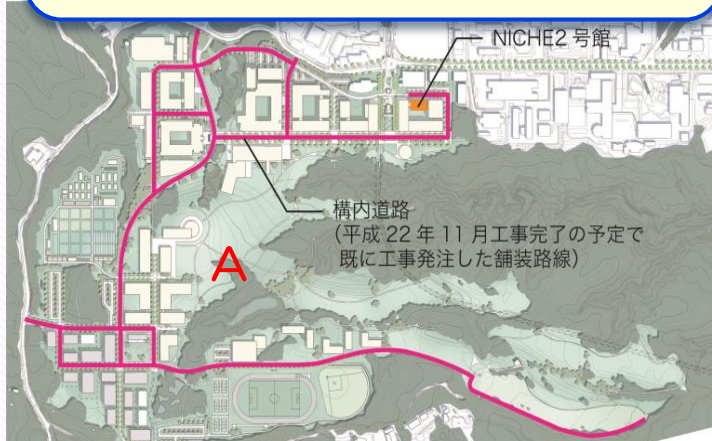 NICHE2 号館
構内道路
（平成 22 年 11 月工事完了の予定で
既に工事発注した舗装路線）
A